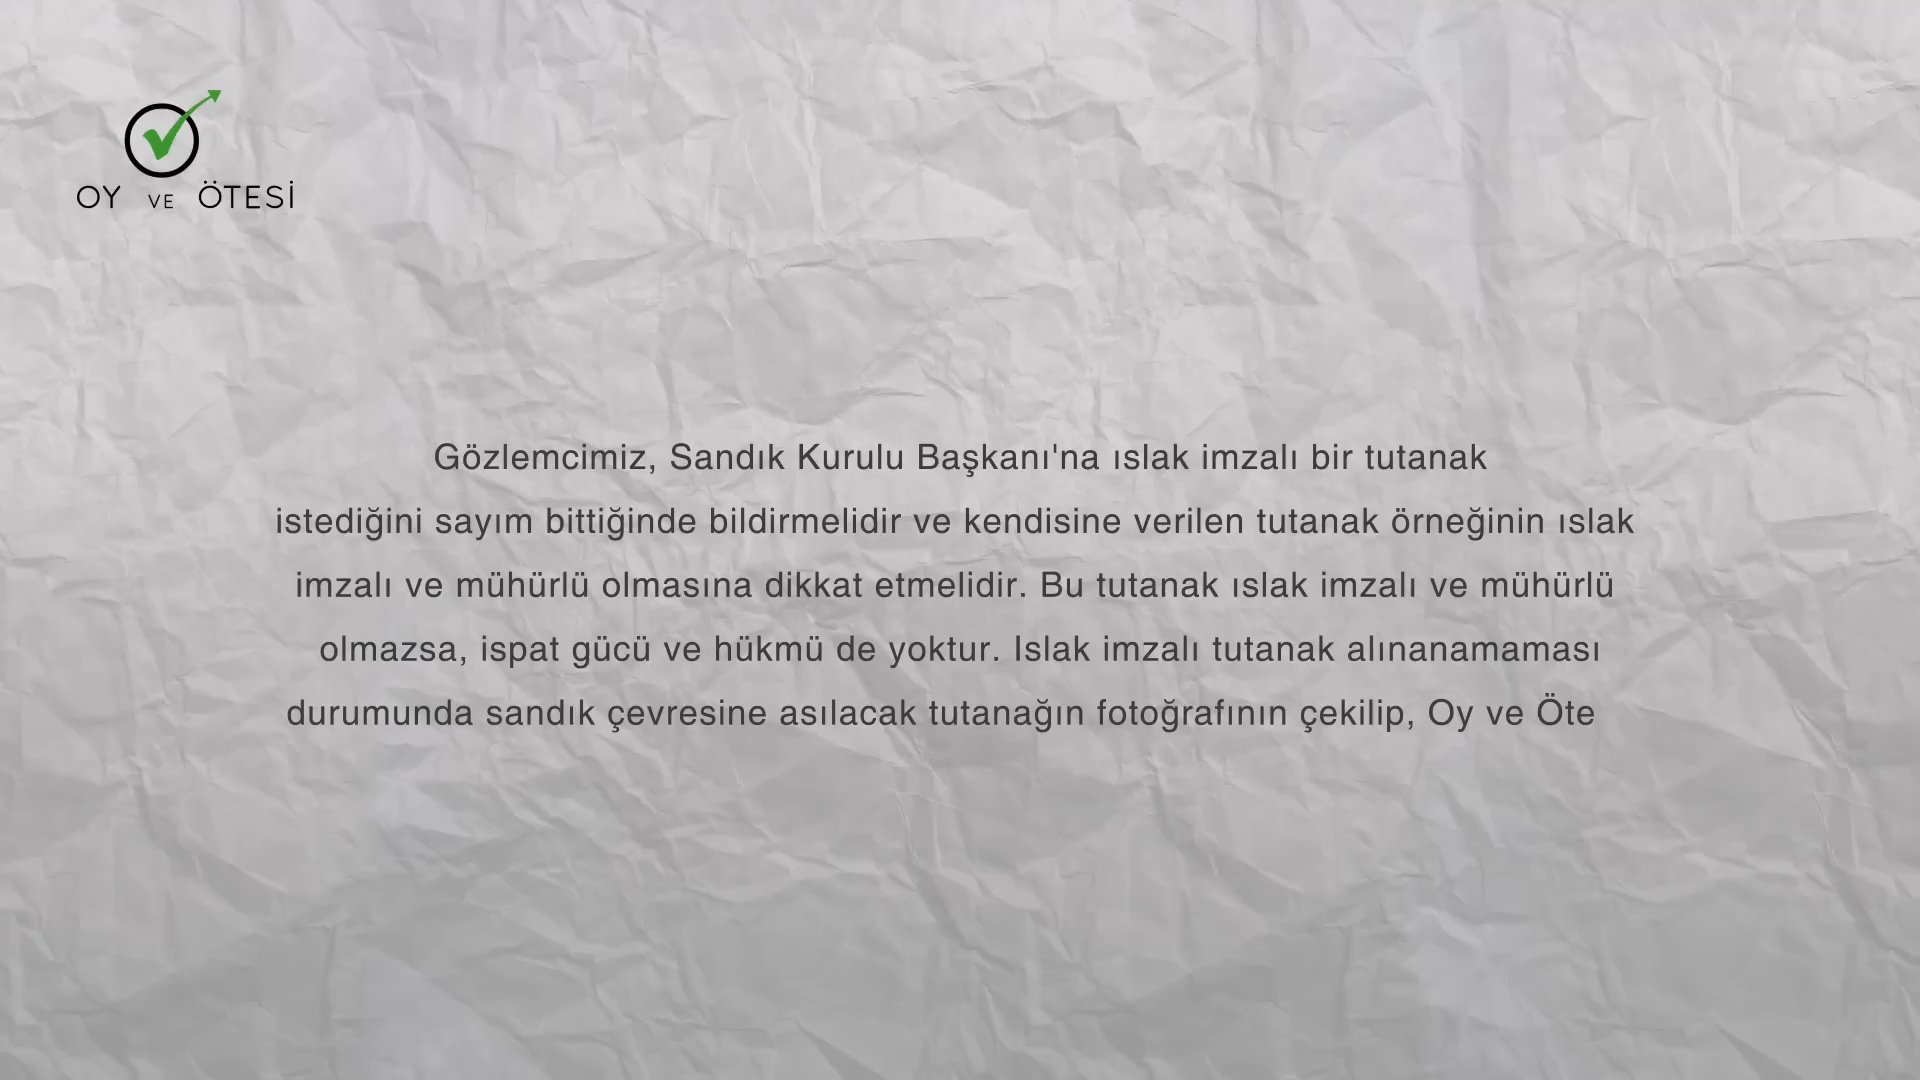 OY VE ÖTESİ
Gözlemcimiz, Sandık Kurulu Başkanı'na ıslak imzalı bir tutanak
istediğini sayım bittiğinde bildirmelidir ve kendisine verilen tutanak örneğinin ıslak
imzalı ve mühürlü olmasına dikkat etmelidir. Bu tutanak ıslak imzalı ve mühürlü
olmazsa, ispat gücü ve hükmü de yoktur. Islak imzalı tutanak alınanamaması
durumunda sandık çevresine asılacak tutanağın fotoğrafının çekilip, Oy ve Öte